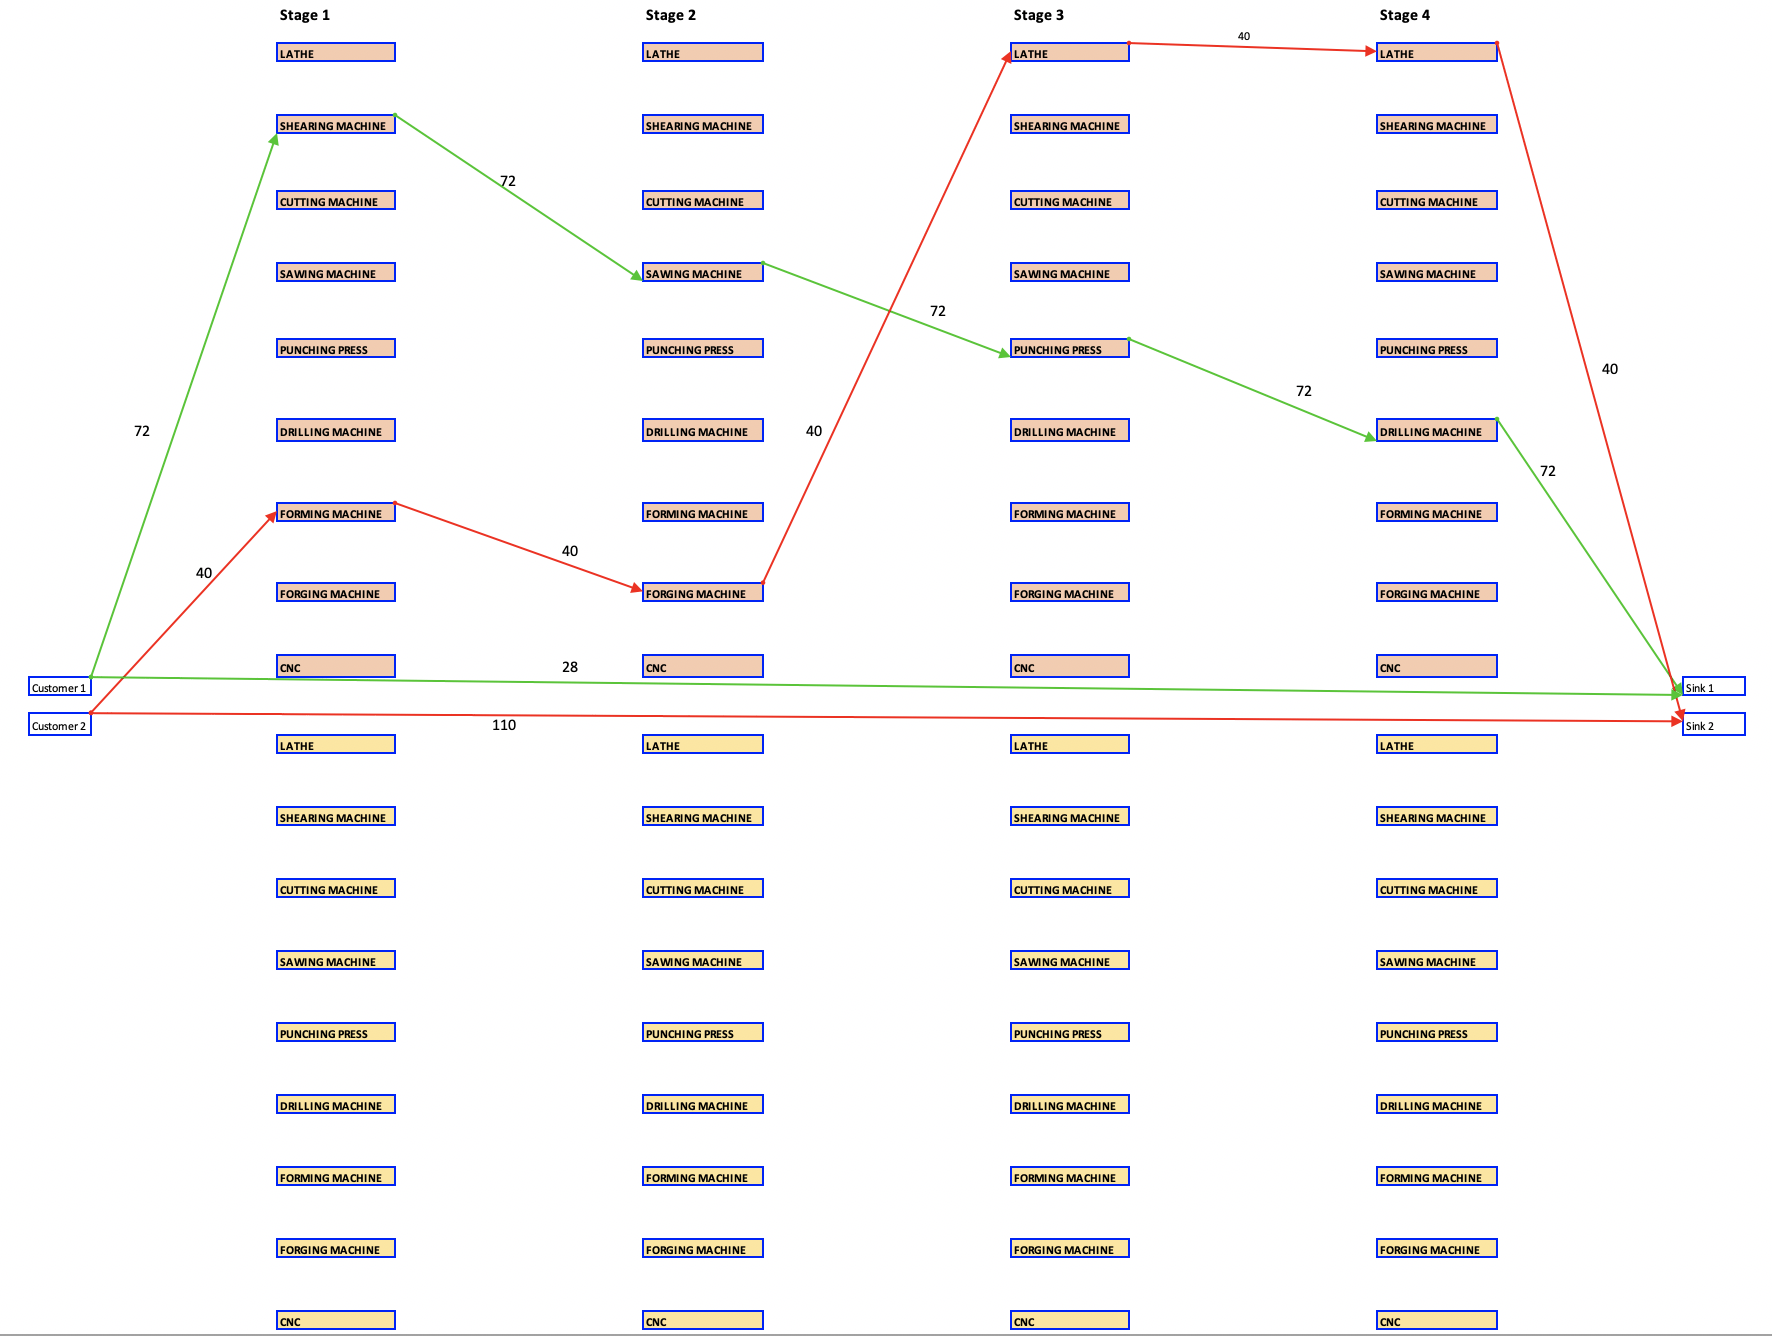 Stage 1 Stage 2 Stage 3 Stage 4
40
LATHE LATHE LATHE LATHE
SHEARING MACHINE SHEARING MACHINE SHEARING MACHINE SHEARING MACHINE
72
CUTTING MACHINE CUTTING MACHINE CUTTING MACHINE CUTTING MACHINE
SAWING MACHINE SAWING MACHINE SAWING MACHINE SAWING MACHINE
72
PUNCHING PRESS PUNCHING PRESS PUNCHING PRESS PUNCHING PRESS
40
72
72 DRILLING MACHINE DRILLING MACHINE 40 DRILLING MACHINE DRILLING MACHINE
72
FORMING MACHINE FORMING MACHINE FORMING MACHINE FORMING MACHINE
40
40
FORGING MACHINE FORGING MACHINE FORGING MACHINE FORGING MACHINE
CNC 28 CNC CNC CNC
Customer 1 Sink 1
Customer 2 110 Sink 2
LATHE LATHE LATHE LATHE
SHEARING MACHINE SHEARING MACHINE SHEARING MACHINE SHEARING MACHINE
CUTTING MACHINE CUTTING MACHINE CUTTING MACHINE CUTTING MACHINE
SAWING MACHINE SAWING MACHINE SAWING MACHINE SAWING MACHINE
PUNCHING PRESS PUNCHING PRESS PUNCHING PRESS PUNCHING PRESS
DRILLING MACHINE DRILLING MACHINE DRILLING MACHINE DRILLING MACHINE
FORMING MACHINE FORMING MACHINE FORMING MACHINE FORMING MACHINE
FORGING MACHINE FORGING MACHINE FORGING MACHINE FORGING MACHINE
CNC CNC CNC CNC